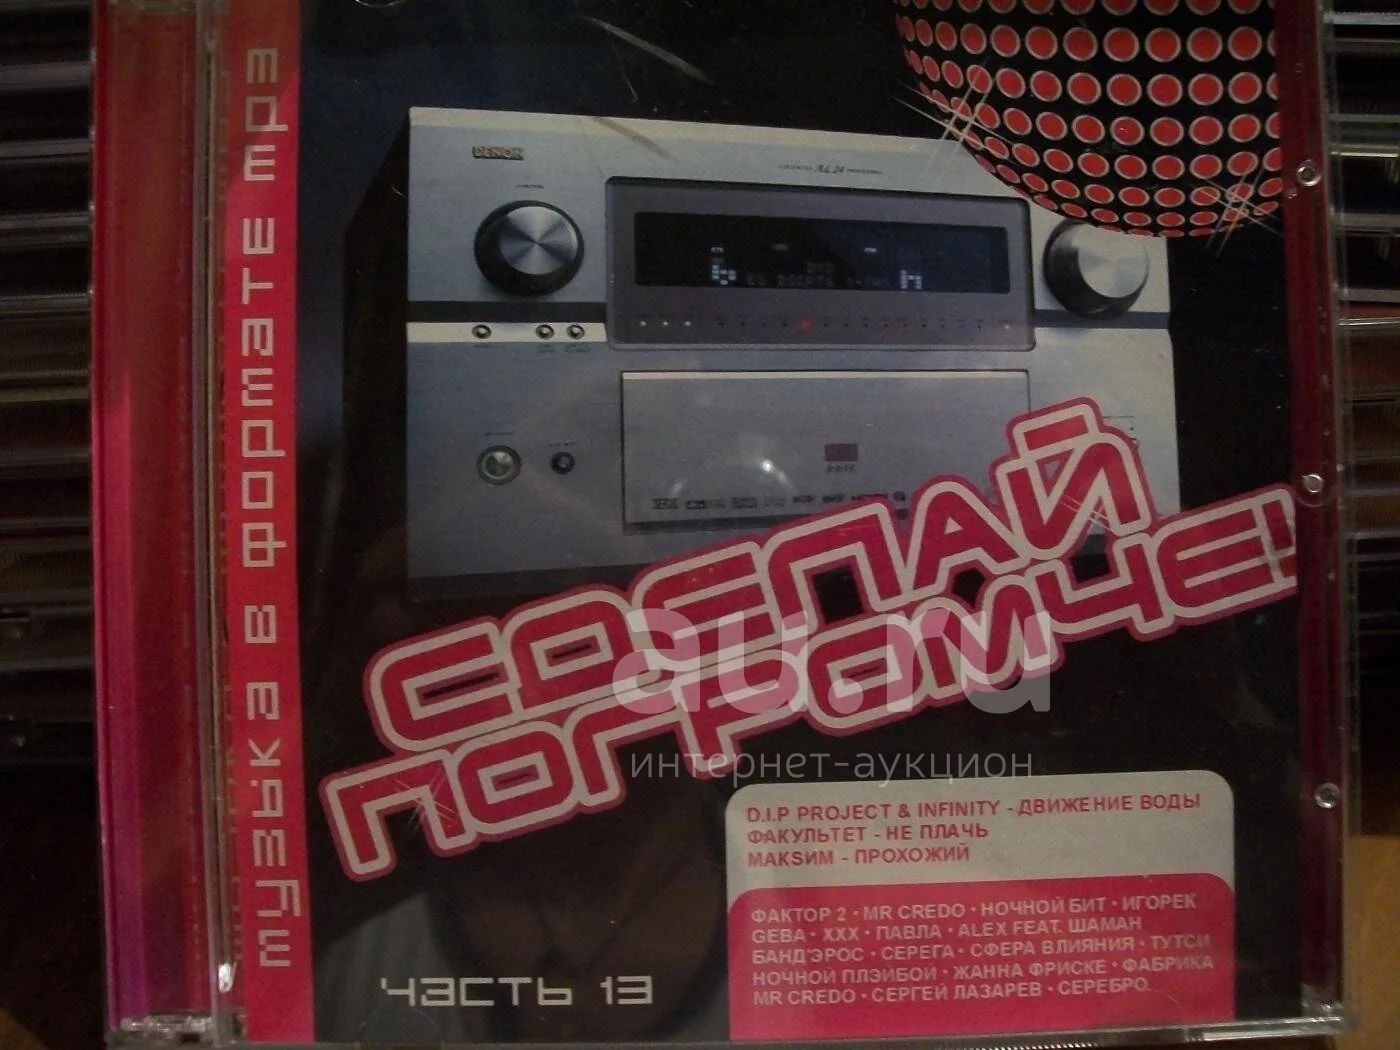 музыка в формате mp3
DENON
AL24
СДЕЛАЙ
ПОГРОМЧЕ!
au.ru
интернет-аукцион
D.I.P PROJECT & INFINITY - ДВИЖЕНИЕ ВОДЫ
ФАКУЛЬТЕТ - НЕ ПЛАЧЬ
МАКSИМ - ПРОХОЖИЙ
ФАКТОР 2 · MR CREDO · НОЧНОЙ БИТ · ИГОРЕК
GEBA · XXX · ПАВЛА · ALEX FEAT. ШАМАН
БАНД'ЭРОС · СЕРЕГА · СФЕРА ВЛИЯНИЯ · ТУТСИ
НОЧНОЙ ПЛЭЙБОЙ · ЖАННА ФРИСКЕ · ФАБРИКА
MR CREDO · СЕРГЕЙ ЛАЗАРЕВ · СЕРЕБРО
часть 13